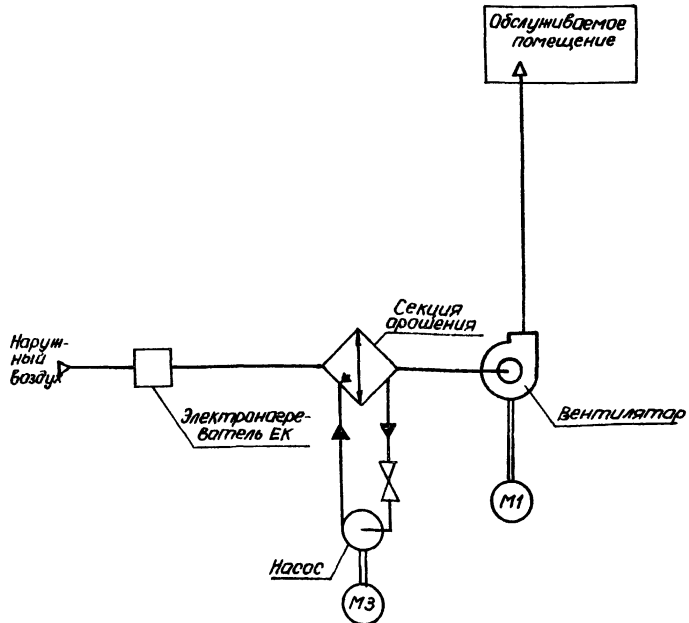 Обслуживаемое
помещение
Секция
орошения
Наруж-
ный
воздух
Электронагре-
ватель ЕК
Вентилятор
М1
Насос
М3